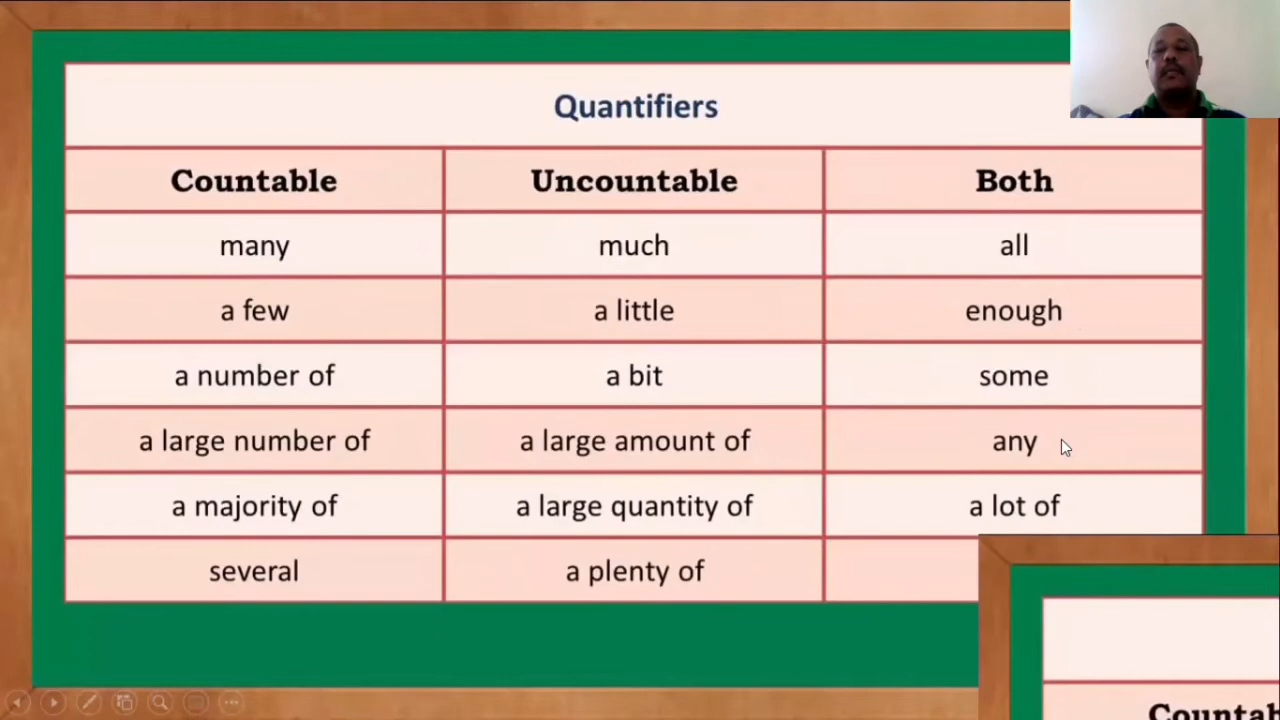 Quantifiers
Countable Uncountable Both
many much all
a few a little enough
a number of a bit some
a large number of a large amount of any
a majority of a large quantity of a lot of
several a plenty of
Countab